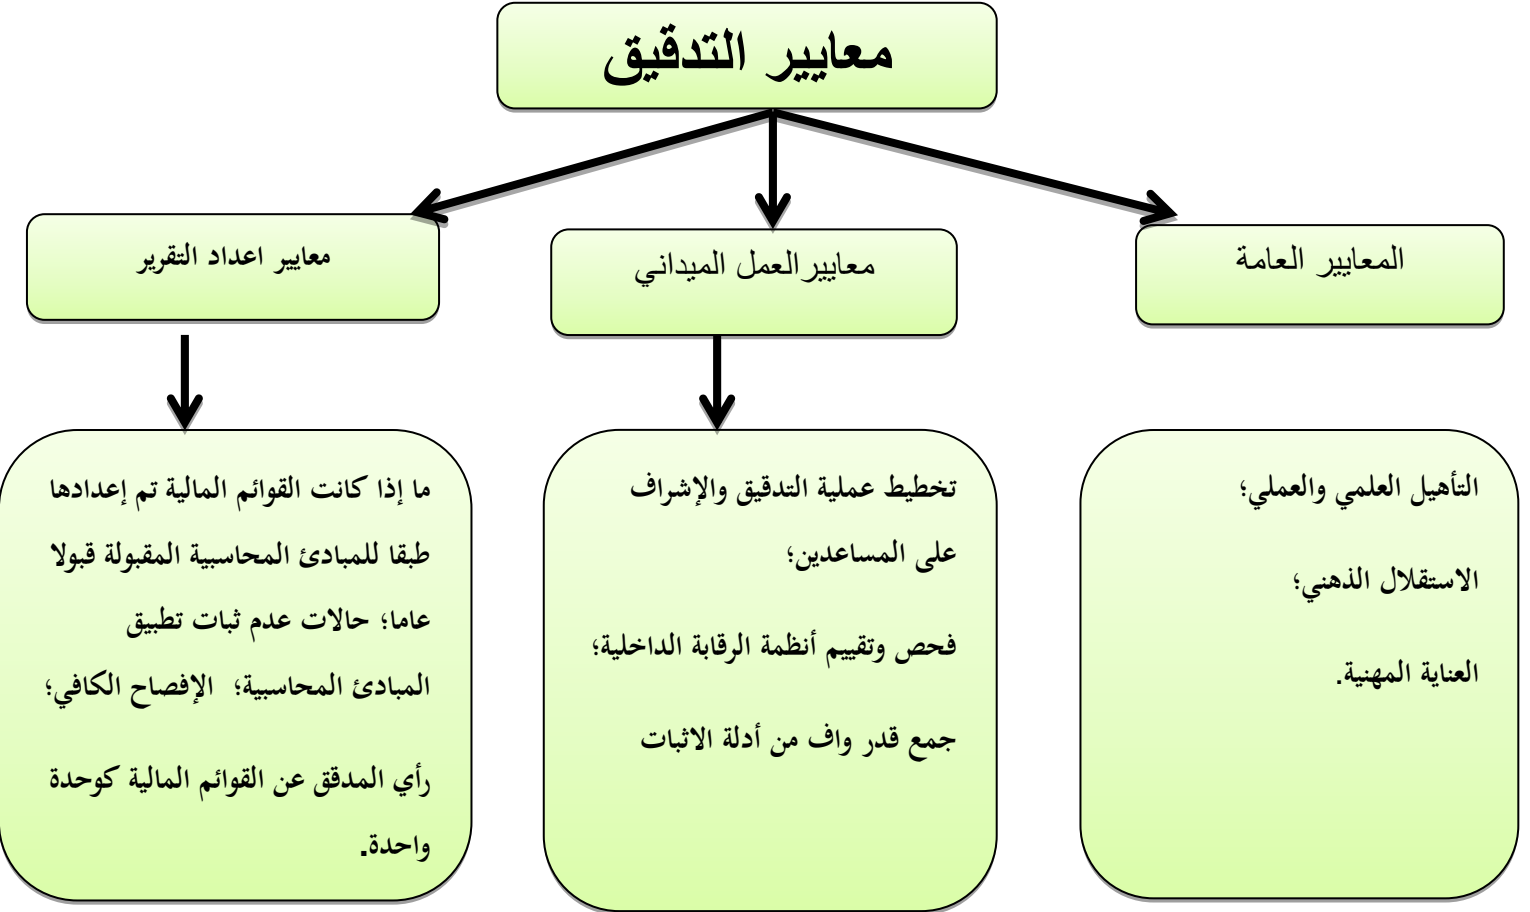 معايير التدقيق
المعايير العامة
معايير العمل الميداني
معايير اعداد التقرير
التأهيل العلمي والعملي؛
الاستقلال الذهني؛
العناية المهنية.
تخطيط عملية التدقيق والإشراف
على المساعدين؛
فحص وتقييم أنظمة الرقابة الداخلية؛
جمع قدر واف من أدلة الاثبات
ما إذا كانت القوائم المالية تم إعدادها
طبقا للمبادئ المحاسبية المقبولة قبولا
عاما؛ حالات عدم ثبات تطبيق
المبادئ المحاسبية؛ الإفصاح الكافي؛
رأي المدقق عن القوائم المالية كوحدة
واحدة.